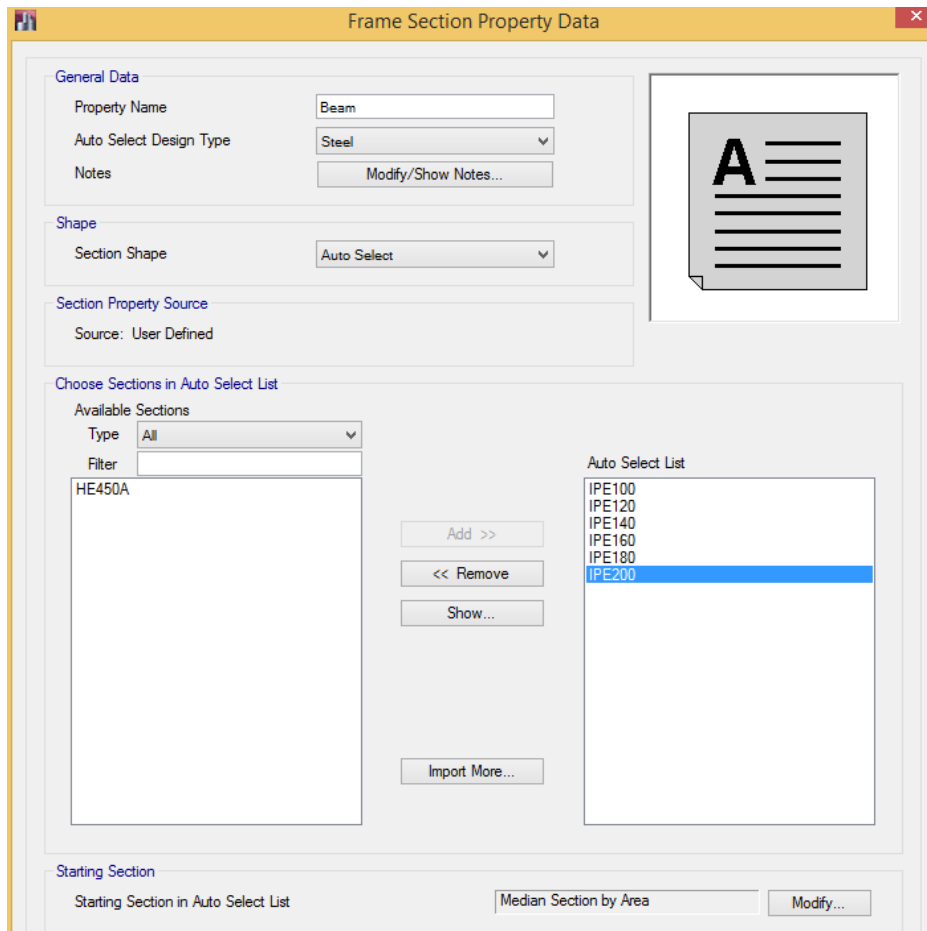 Frame Section Property Data
General Data
Property Name Beam
Auto Select Design Type Steel
Notes Modify/Show Notes...
A
Shape
Section Shape Auto Select
Section Property Source
Source: User Defined
Choose Sections in Auto Select List
Available Sections
Type All
Filter
Auto Select List
HE450A
IPE100
IPE120
IPE140
IPE160
IPE180
IPE200
Add >>
<< Remove
Show...
Import More...
Starting Section
Starting Section in Auto Select List Median Section by Area Modify...